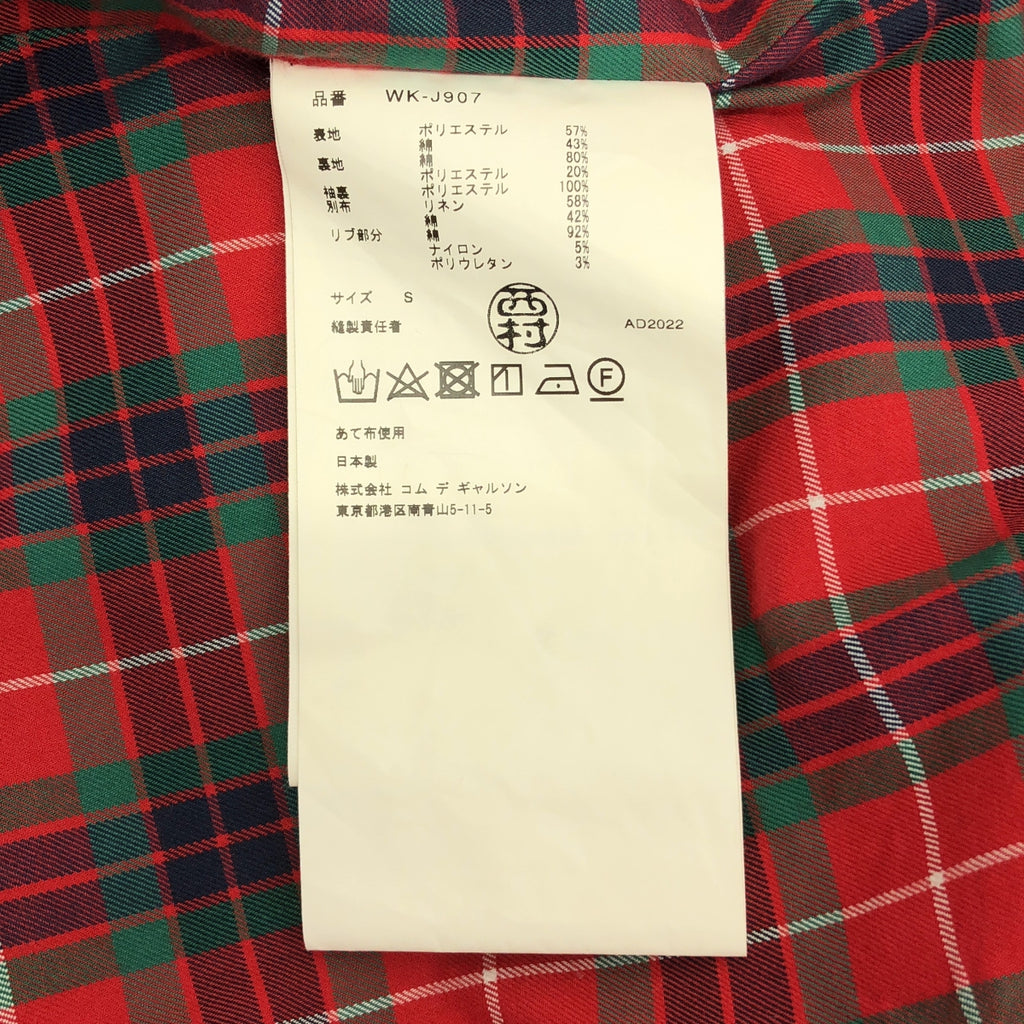 品番 WK-J907
表地 ポリエステル 57%
綿 43%
裏地 綿 80%
ポリエステル 20%
袖裏 ポリエステル 100%
別布 リネン 58%
綿 42%
リブ部分 綿 92%
ナイロン 5%
ポリウレタン 3%
サイズ S
縫製責任者 西村 AD2022
F
あて布使用
日本製
株式会社 コム デ ギャルソン
東京都港区南青山5-11-5